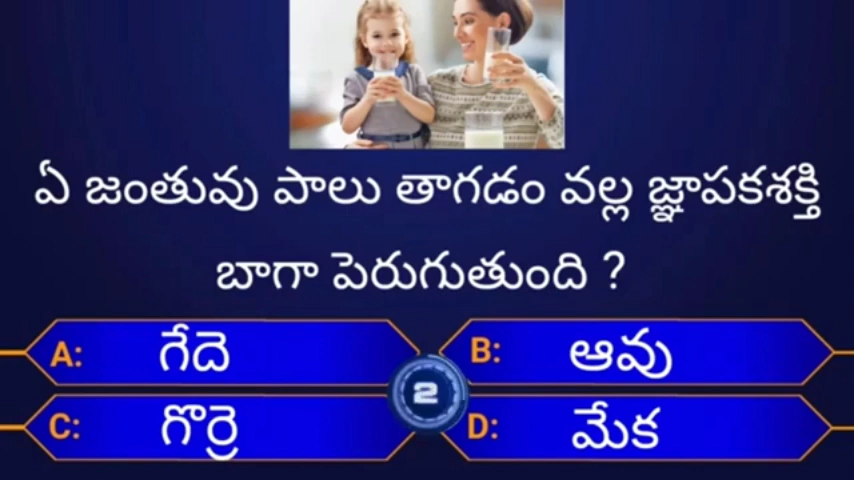 ఏ జంతువు పాలు తాగడం వల్ల జ్ఞాపకశక్తి
బాగా పెరుగుతుంది ?
A: గేదె
B: ఆవు
2
C: గొర్రె
D: మేక